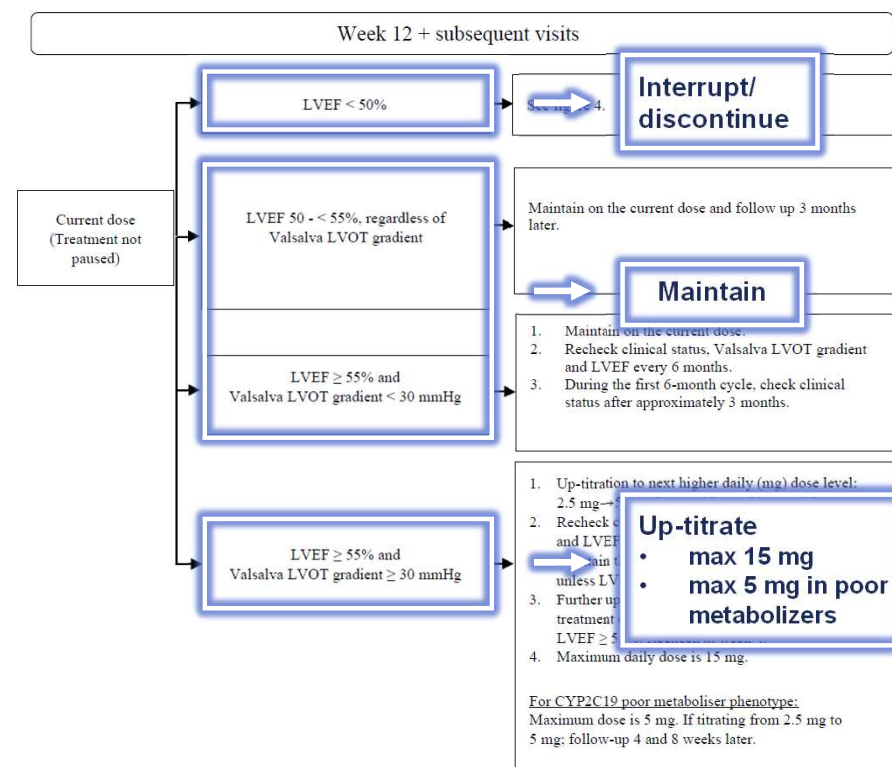 Week 12 + subsequent visits
LVEF < 50%
See figure 4.
Interrupt/
discontinue
Current dose
(Treatment not
paused)
LVEF 50 - < 55%, regardless of
Valsalva LVOT gradient
Maintain on the current dose and follow up 3 months
later.
Maintain
LVEF ≥ 55% and
Valsalva LVOT gradient < 30 mmHg
1. Maintain on the current dose.
2. Recheck clinical status, Valsalva LVOT gradient
and LVEF every 6 months.
3. During the first 6-month cycle, check clinical
status after approximately 3 months.
LVEF ≥ 55% and
Valsalva LVOT gradient ≥ 30 mmHg
1. Up-titration to next higher daily (mg) dose level:
2.5 mg→
2. Recheck
and LVEF
unless
3. Further
treatment
LVEF ≥
4. Maximum daily dose is 15 mg.
Up-titrate
• max 15 mg
• max 5 mg in poor
metabolizers
For CYP2C19 poor metaboliser phenotype:
Maximum dose is 5 mg. If titrating from 2.5 mg to
5 mg; follow-up 4 and 8 weeks later.